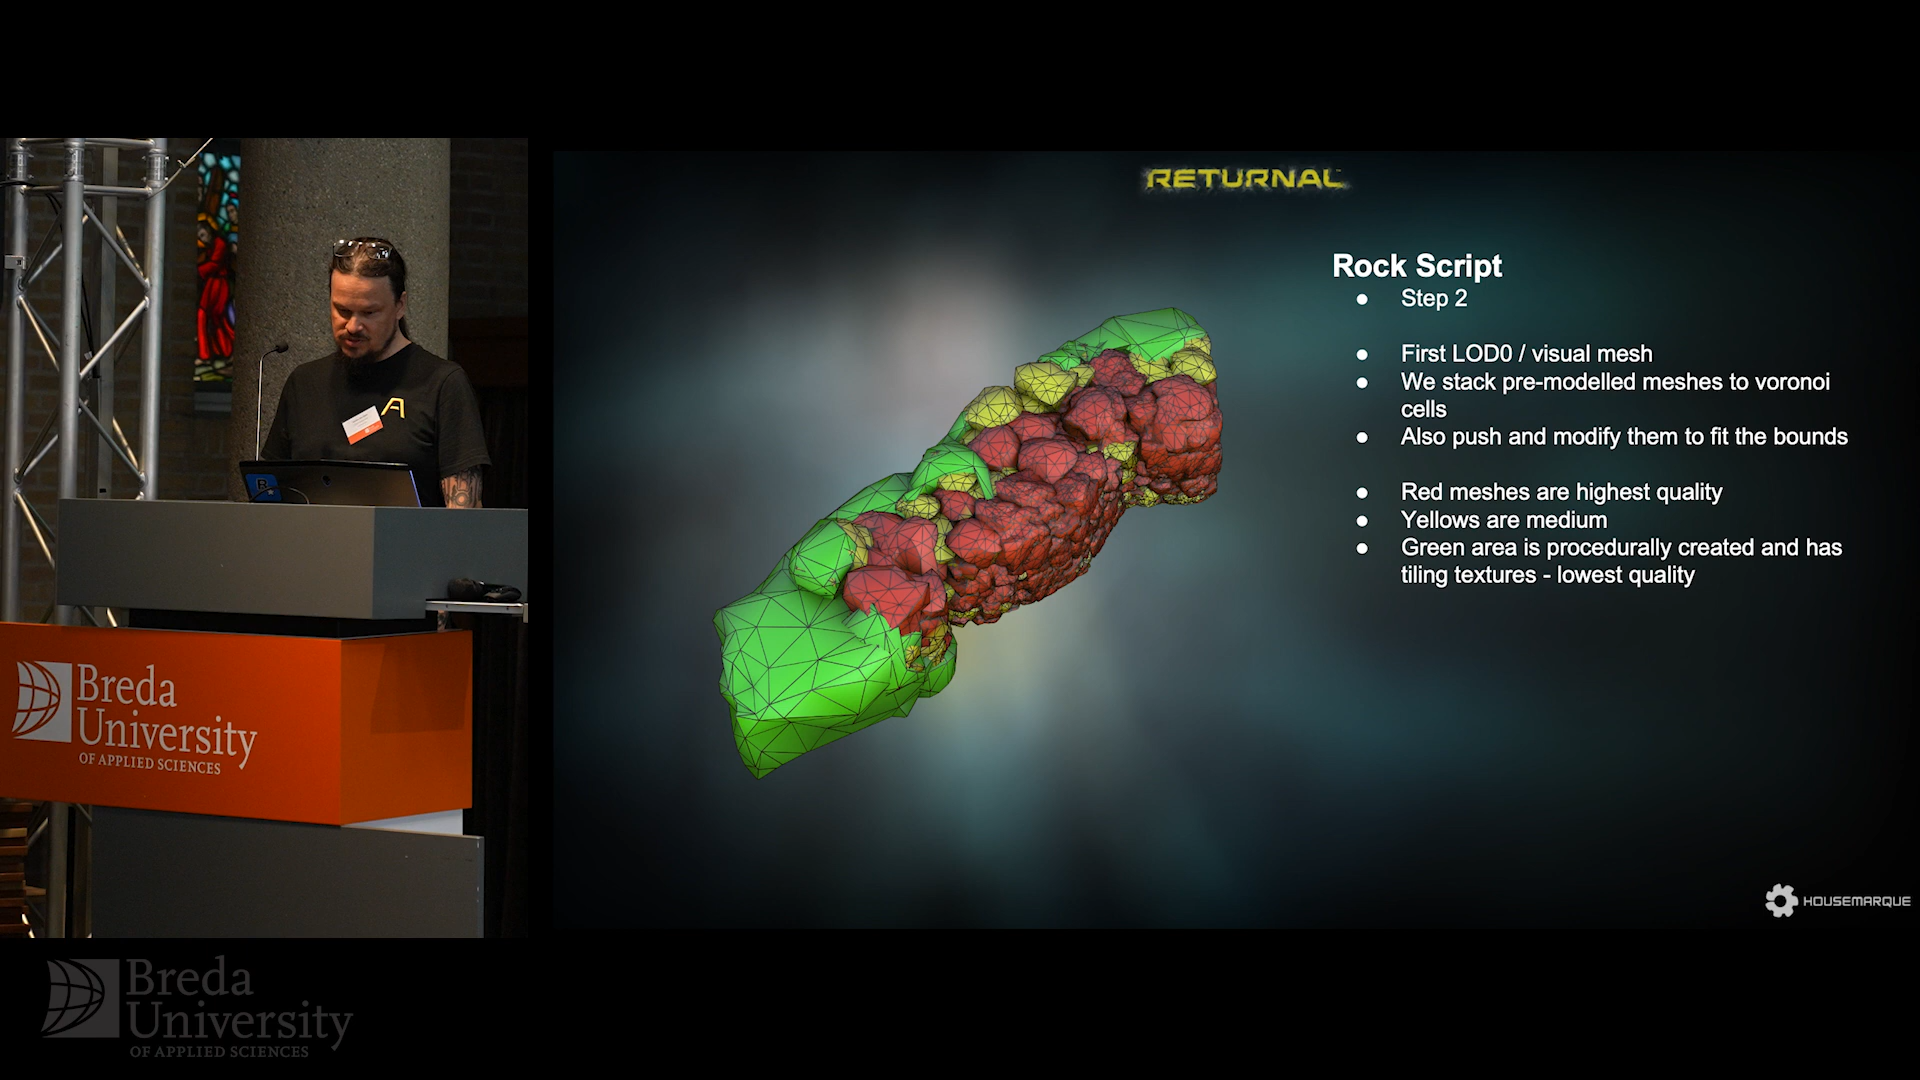 RETURNAL
Rock Script
● Step 2
● First LOD0 / visual mesh
● We stack pre-modelled meshes to voronoi
cells
● Also push and modify them to fit the bounds
● Red meshes are highest quality
● Yellows are medium
● Green area is procedurally created and has
tiling textures - lowest quality
HOUSEMARQUE
Breda
University
OF APPLIED SCIENCES
Breda
University
OF APPLIED SCIENCES